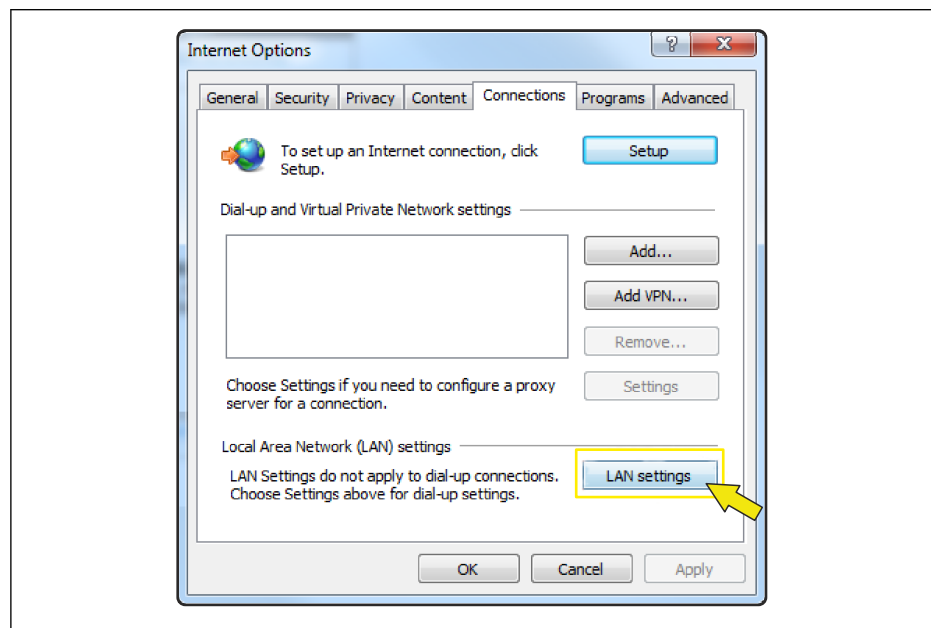 Internet Options
?
X
General Security Privacy Content Connections Programs Advanced
To set up an Internet connection, click
Setup.
Setup
Dial-up and Virtual Private Network settings
Add...
Add VPN...
Remove...
Choose Settings if you need to configure a proxy
server for a connection.
Settings
Local Area Network (LAN) settings
LAN Settings do not apply to dial-up connections.
Choose Settings above for dial-up settings.
LAN settings
OK Cancel Apply